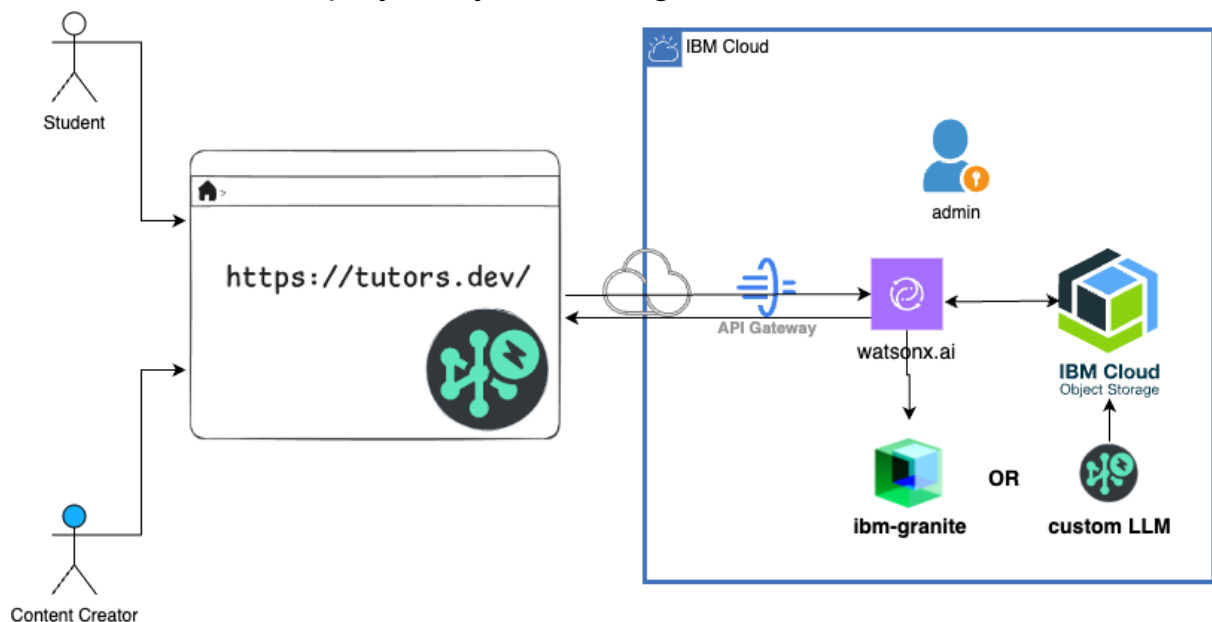 IBM Cloud
Student
admin
>
https://tutors.dev/
API Gateway
watsonx.ai
IBM Cloud
Object Storage
OR
ibm-granite
custom LLM
Content Creator